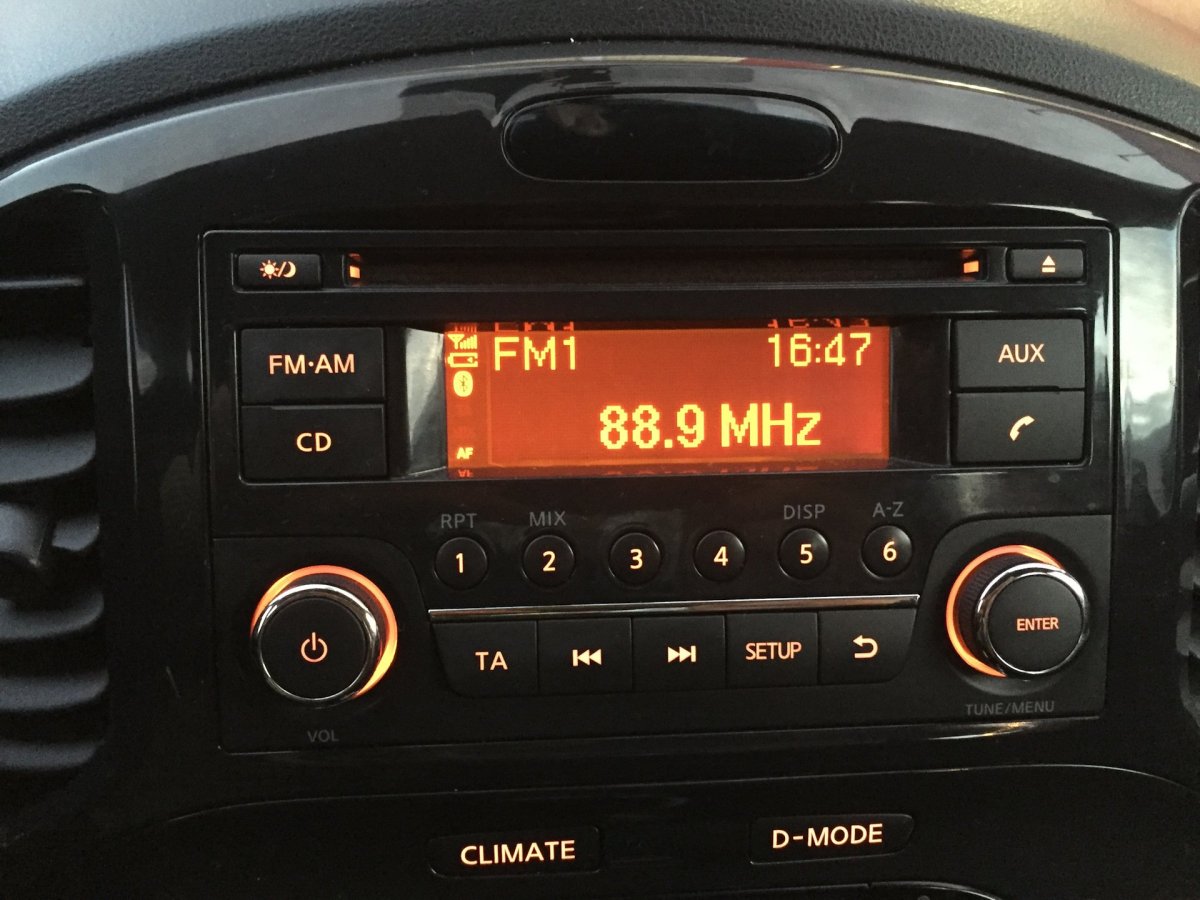 FM·AM
CD
FM1 16:47
88.9 MHz
AF
AUX
RPT MIX DISP A-Z
1 2 3 4 5 6
TA SETUP
ENTER
VOL
TUNE/MENU
CLIMATE
D-MODE